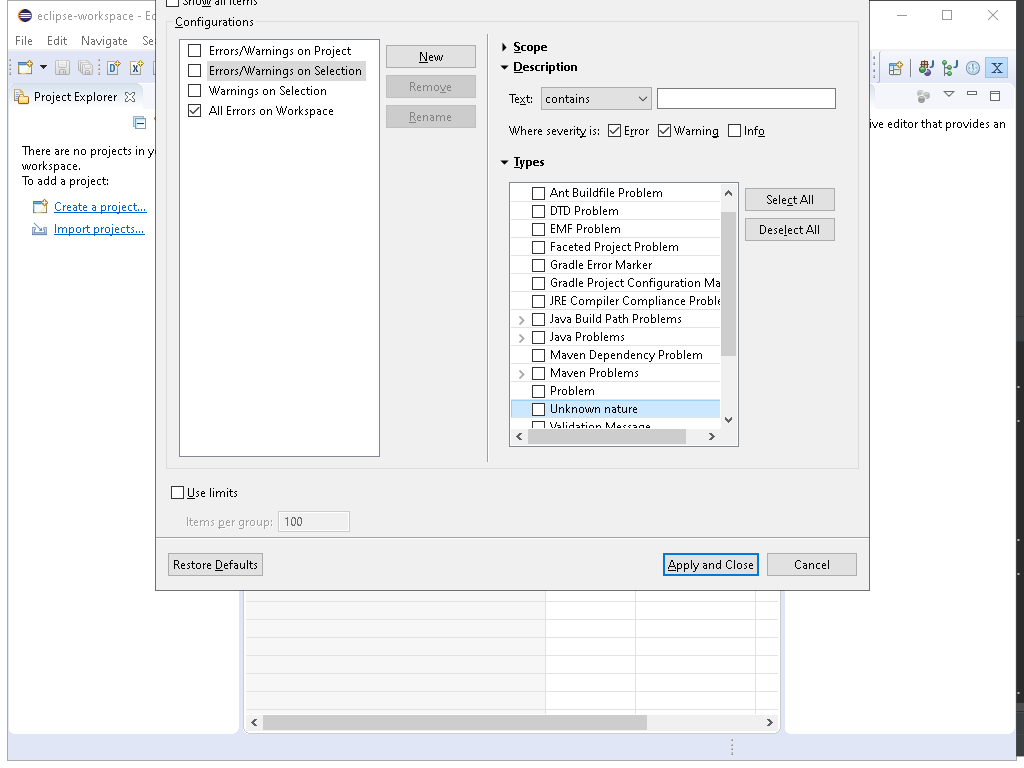 Show all items
eclipse-workspace - Ec
File Edit Navigate Se
Project Explorer
There are no projects in y
workspace.
To add a project:
Create a project...
Import projects...
Configurations
Errors/Warnings on Project
Errors/Warnings on Selection
Warnings on Selection
All Errors on Workspace
New
Remove
Rename
Scope
Description
Text: contains
Where severity is: Error Warning Info
Types
Ant Buildfile Problem
DTD Problem
EMF Problem
Faceted Project Problem
Gradle Error Marker
Gradle Project Configuration Ma
JRE Compiler Compliance Proble
Java Build Path Problems
Java Problems
Maven Dependency Problem
Maven Problems
Problem
Unknown nature
Validation Message
Select All
Deselect All
Use limits
Items per group: 100
Restore Defaults
Apply and Close
Cancel
ive editor that provides an